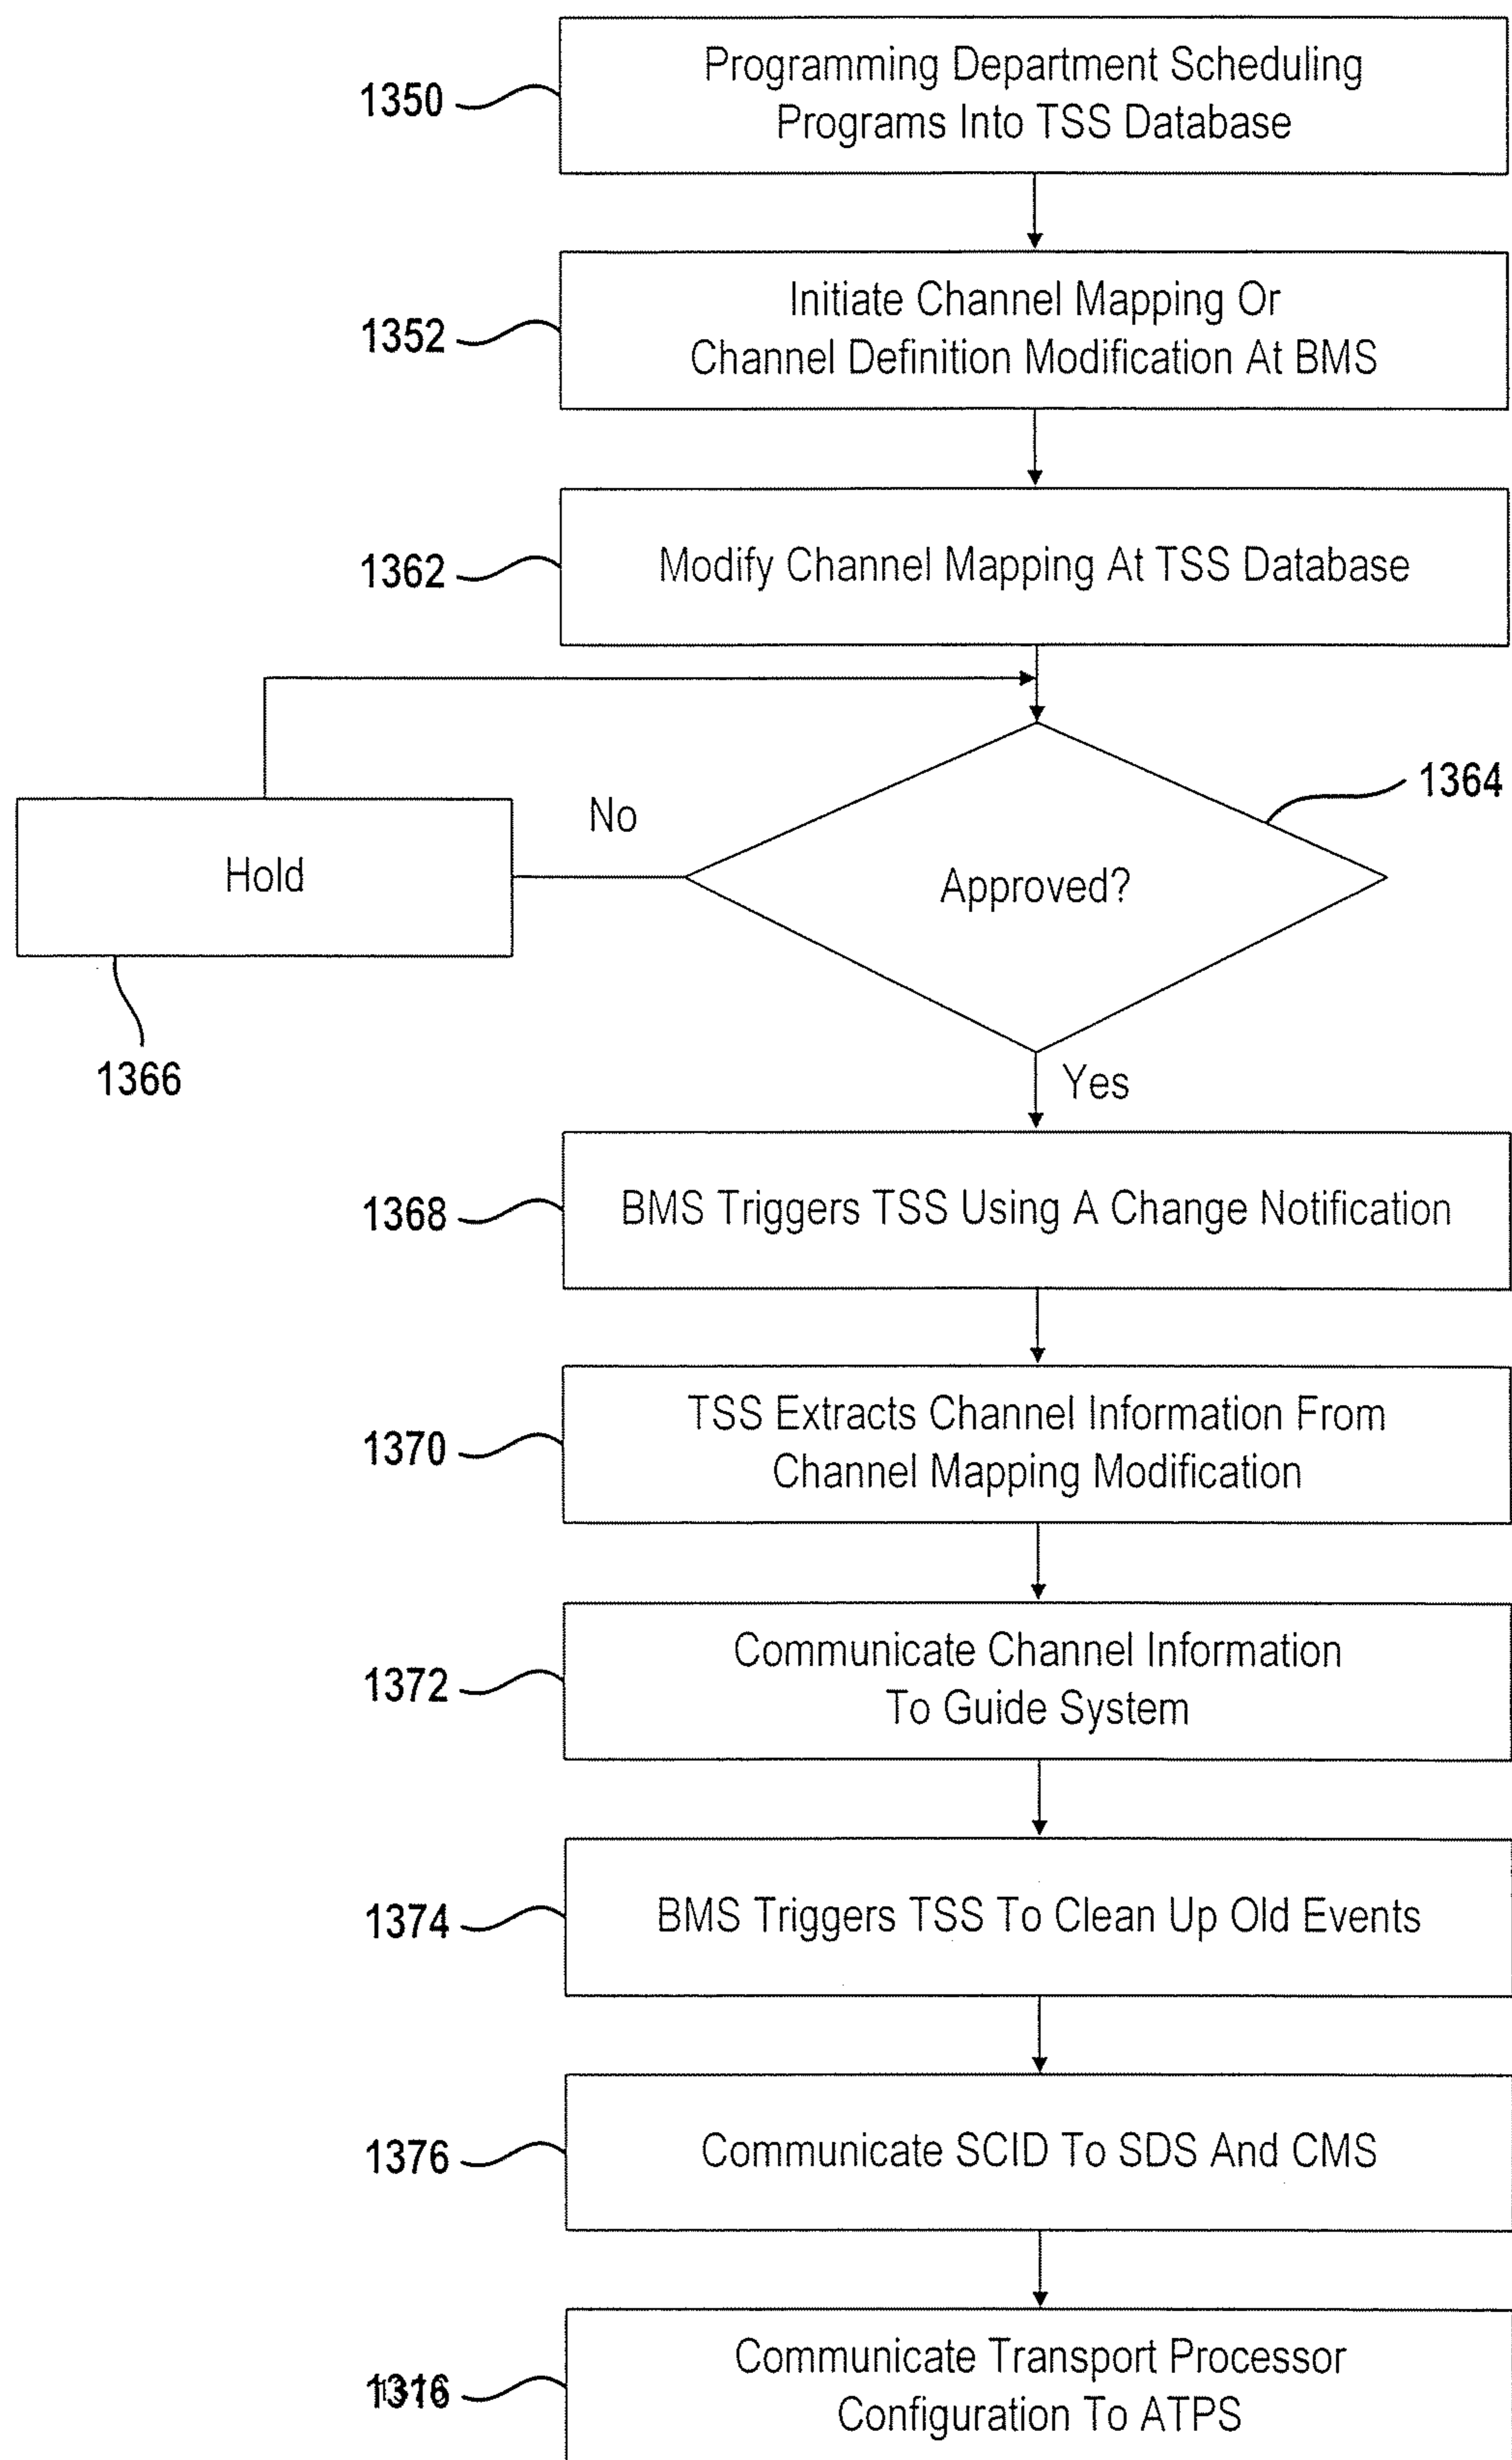 1350
Programming Department Scheduling
Programs Into TSS Database
1352
Initiate Channel Mapping Or
Channel Definition Modification At BMS
1362
Modify Channel Mapping At TSS Database
1364
No
Hold
Approved?
1366
Yes
1368
BMS Triggers TSS Using A Change Notification
1370
TSS Extracts Channel Information From
Channel Mapping Modification
1372
Communicate Channel Information
To Guide System
1374
BMS Triggers TSS To Clean Up Old Events
1376
Communicate SCID To SDS And CMS
Communicate Transport Processor
Configuration To ATPS